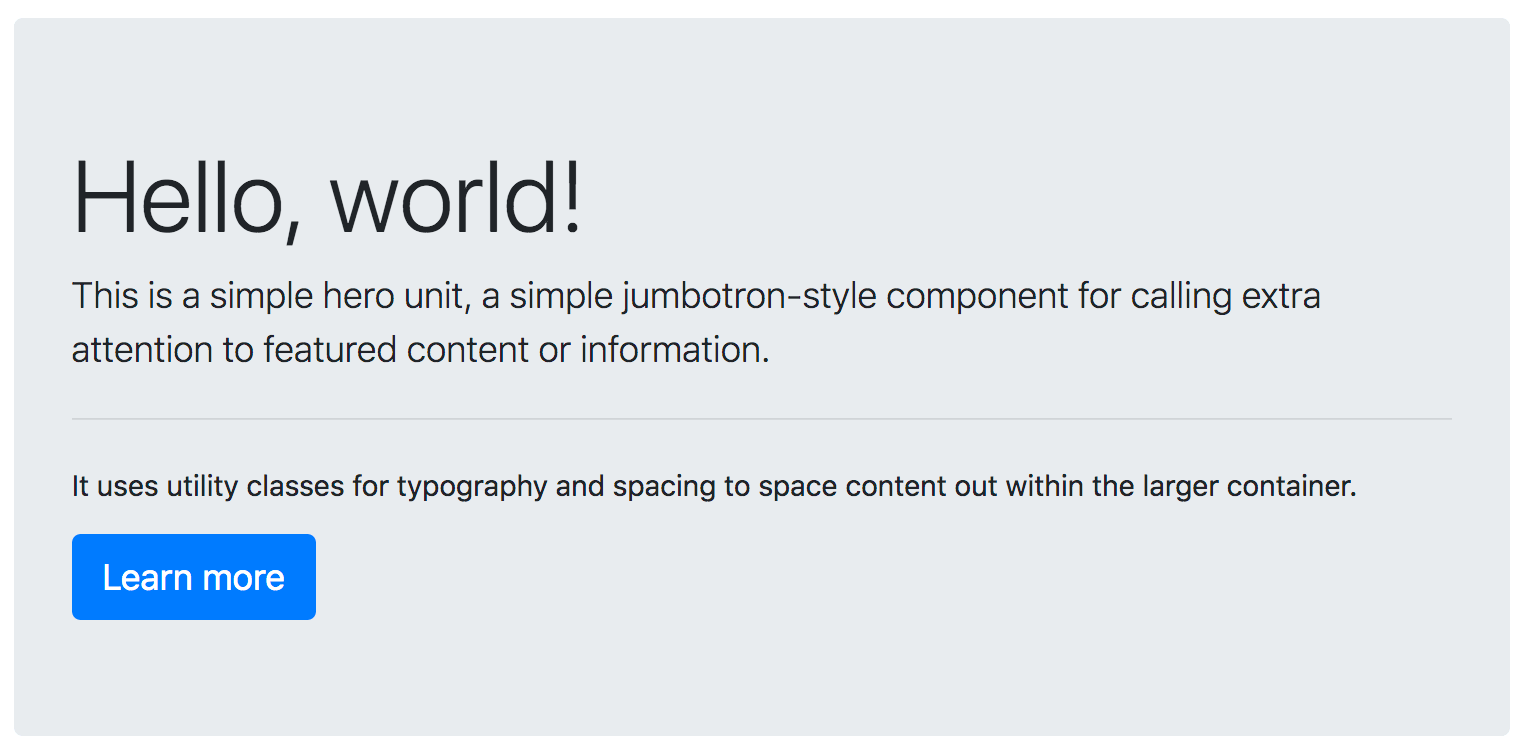 Hello, world!
This is a simple hero unit, a simple jumbotron-style component for calling extra
attention to featured content or information.
It uses utility classes for typography and spacing to space content out within the larger container.
Learn more